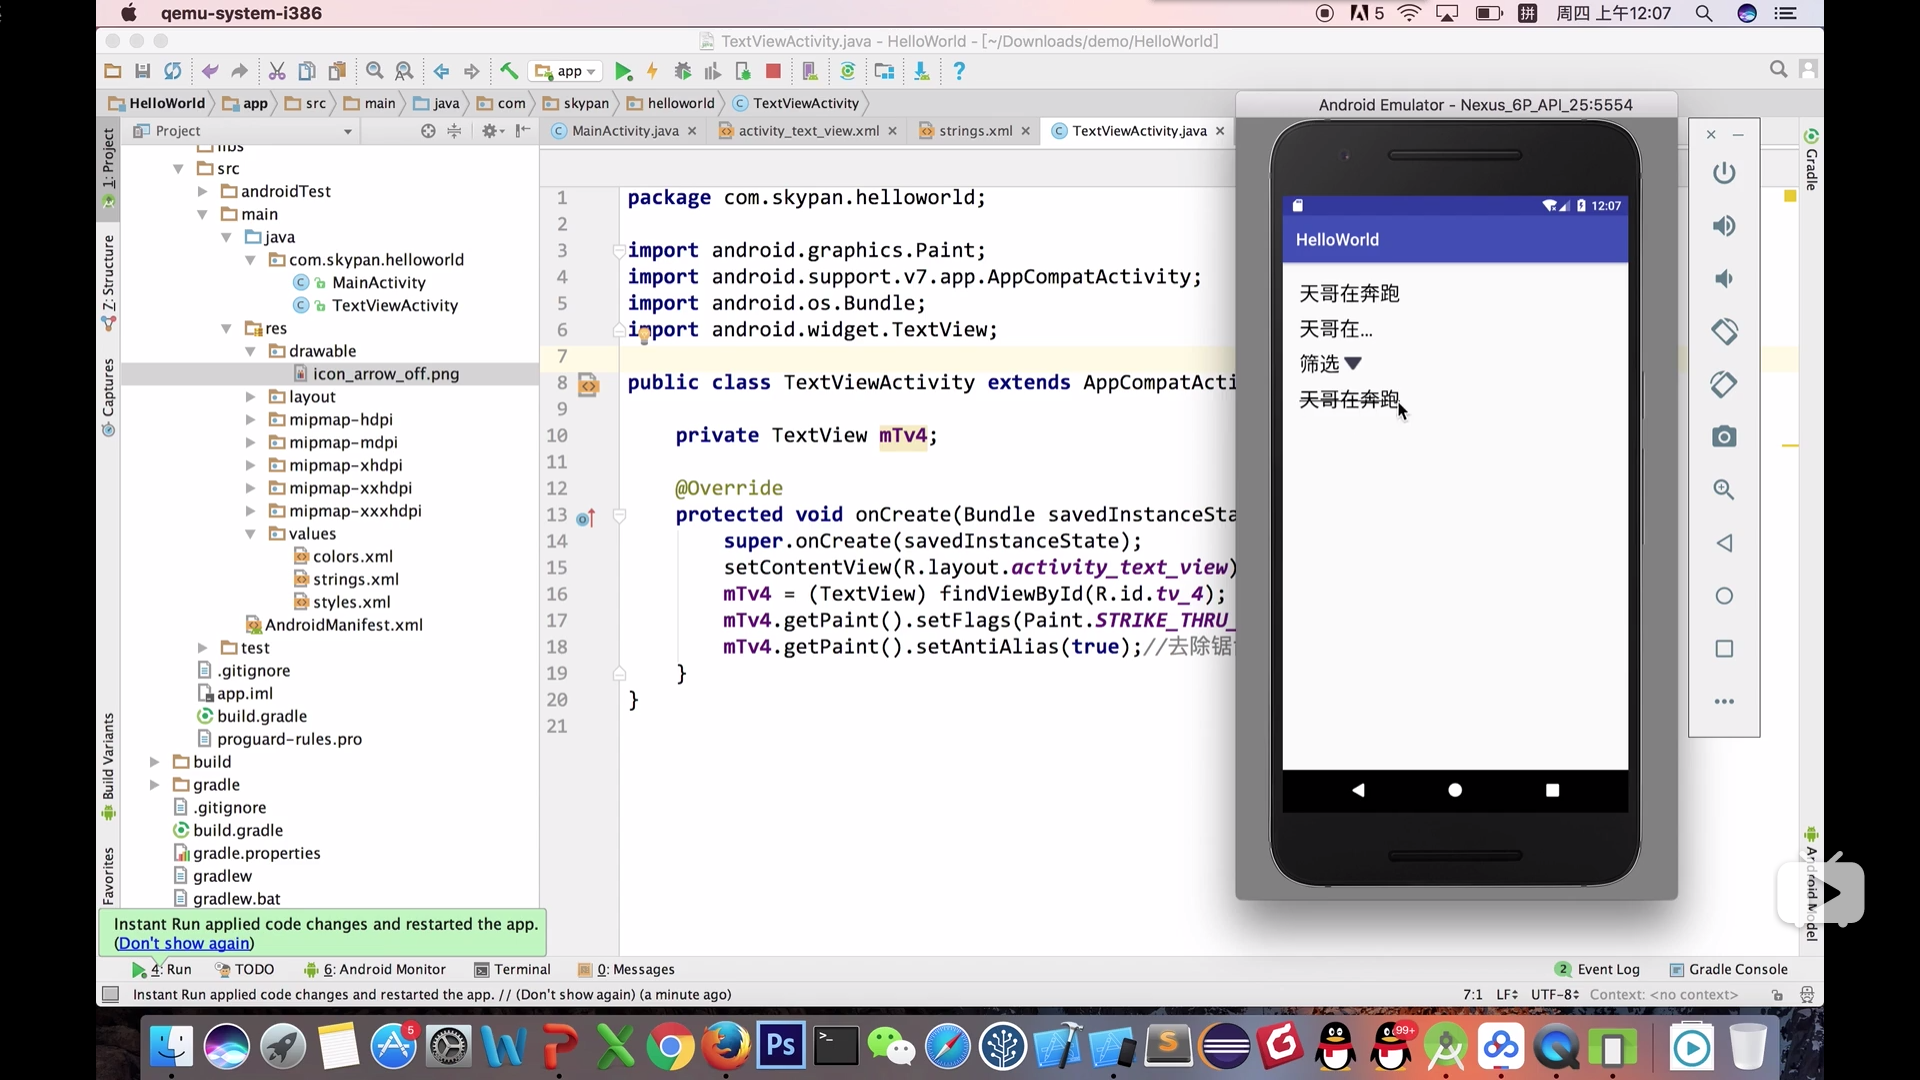 qemu-system-i386
5
周四 上午12:07
TextViewActivity.java - HelloWorld - [~/Downloads/demo/HelloWorld]
app
HelloWorld
app
src
main
java
com
skypan
helloworld
TextViewActivity
1: Project
Z: Structure
Captures
Build Variants
Favorites
Project
libs
src
androidTest
main
java
com.skypan.helloworld
MainActivity
TextViewActivity
res
drawable
icon_arrow_off.png
layout
mipmap-hdpi
mipmap-mdpi
mipmap-xhdpi
mipmap-xxhdpi
mipmap-xxxhdpi
values
colors.xml
strings.xml
styles.xml
AndroidManifest.xml
test
.gitignore
app.iml
build.gradle
proguard-rules.pro
build
gradle
.gitignore
build.gradle
gradle.properties
gradlew
gradlew.bat
MainActivity.java
activity_text_view.xml
strings.xml
TextViewActivity.java
1 package com.skypan.helloworld;
2
3 import android.graphics.Paint;
4 import android.support.v7.app.AppCompatActivity;
5 import android.os.Bundle;
6 import android.widget.TextView;
7
8 public class TextViewActivity extends AppCompatActi
9
10 private TextView mTv4;
11
12 @Override
13 protected void onCreate(Bundle savedInstanceSta
14 super.onCreate(savedInstanceState);
15 setContentView(R.layout.activity_text_view)
16 mTv4 = (TextView) findViewById(R.id.tv_4);
17 mTv4.getPaint().setFlags(Paint.STRIKE_THRU_
18 mTv4.getPaint().setAntiAlias(true);//去除锯
19 }
20 }
21
Android Emulator - Nexus_6P_API_25:5554
12:07
HelloWorld
天哥在奔跑
天哥在...
筛选
天哥在奔跑
Gradle
Android Model
Instant Run applied code changes and restarted the app.
(Don't show again)
4: Run
TODO
6: Android Monitor
Terminal
0: Messages
2 Event Log
Gradle Console
Instant Run applied code changes and restarted the app. // (Don't show again) (a minute ago)
7:1
LF
UTF-8
Context: <no context>
5
Ps
99+